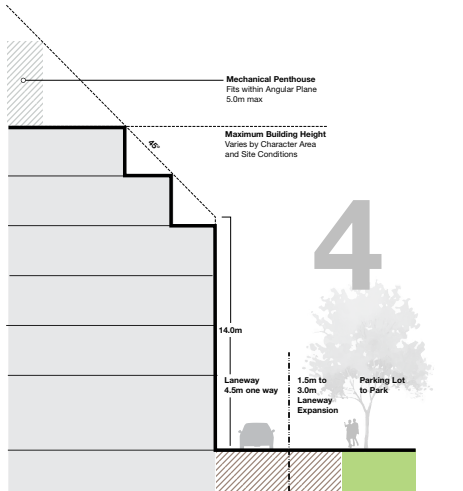 Mechanical Penthouse
Fits within Angular Plane
5.0m max
Maximum Building Height
Varies by Character Area
and Site Conditions
45°
4
14.0m
Laneway
4.5m one way
1.5m to
3.0m
Laneway
Expansion
Parking Lot
to Park